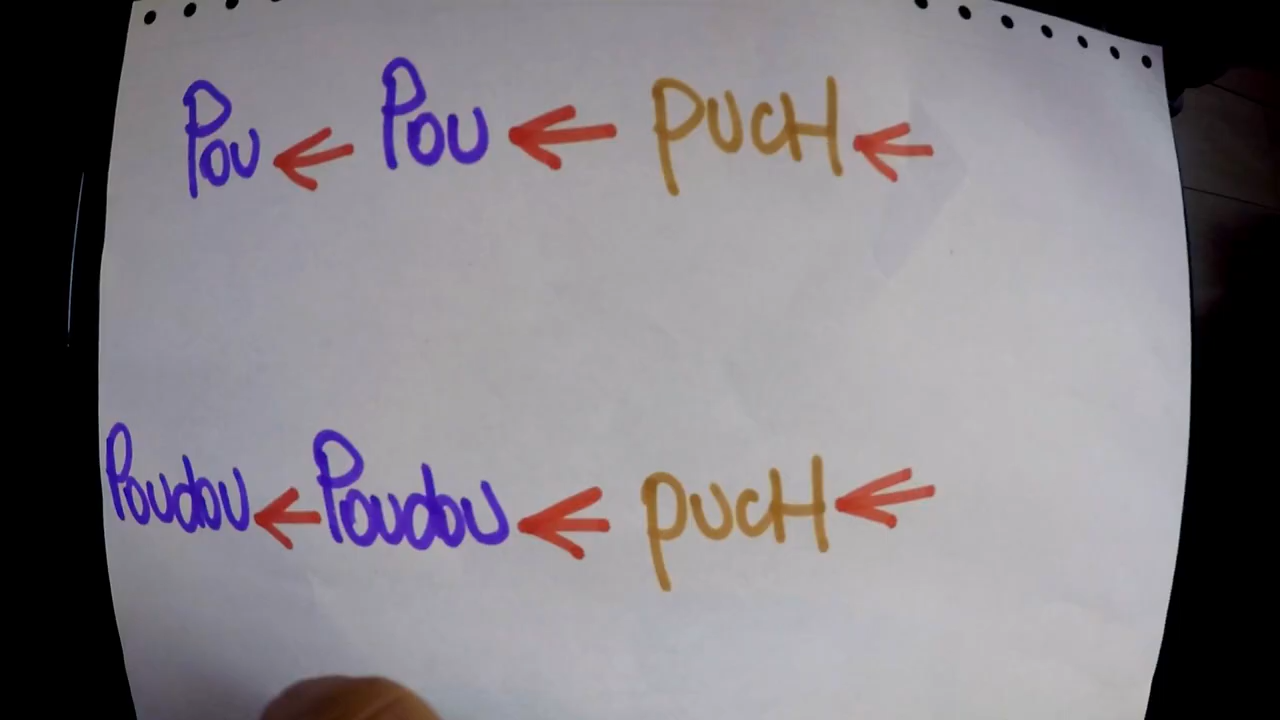 Pou ← Pou ← pucH ←
Poudou ← Poudou ← pucH ←